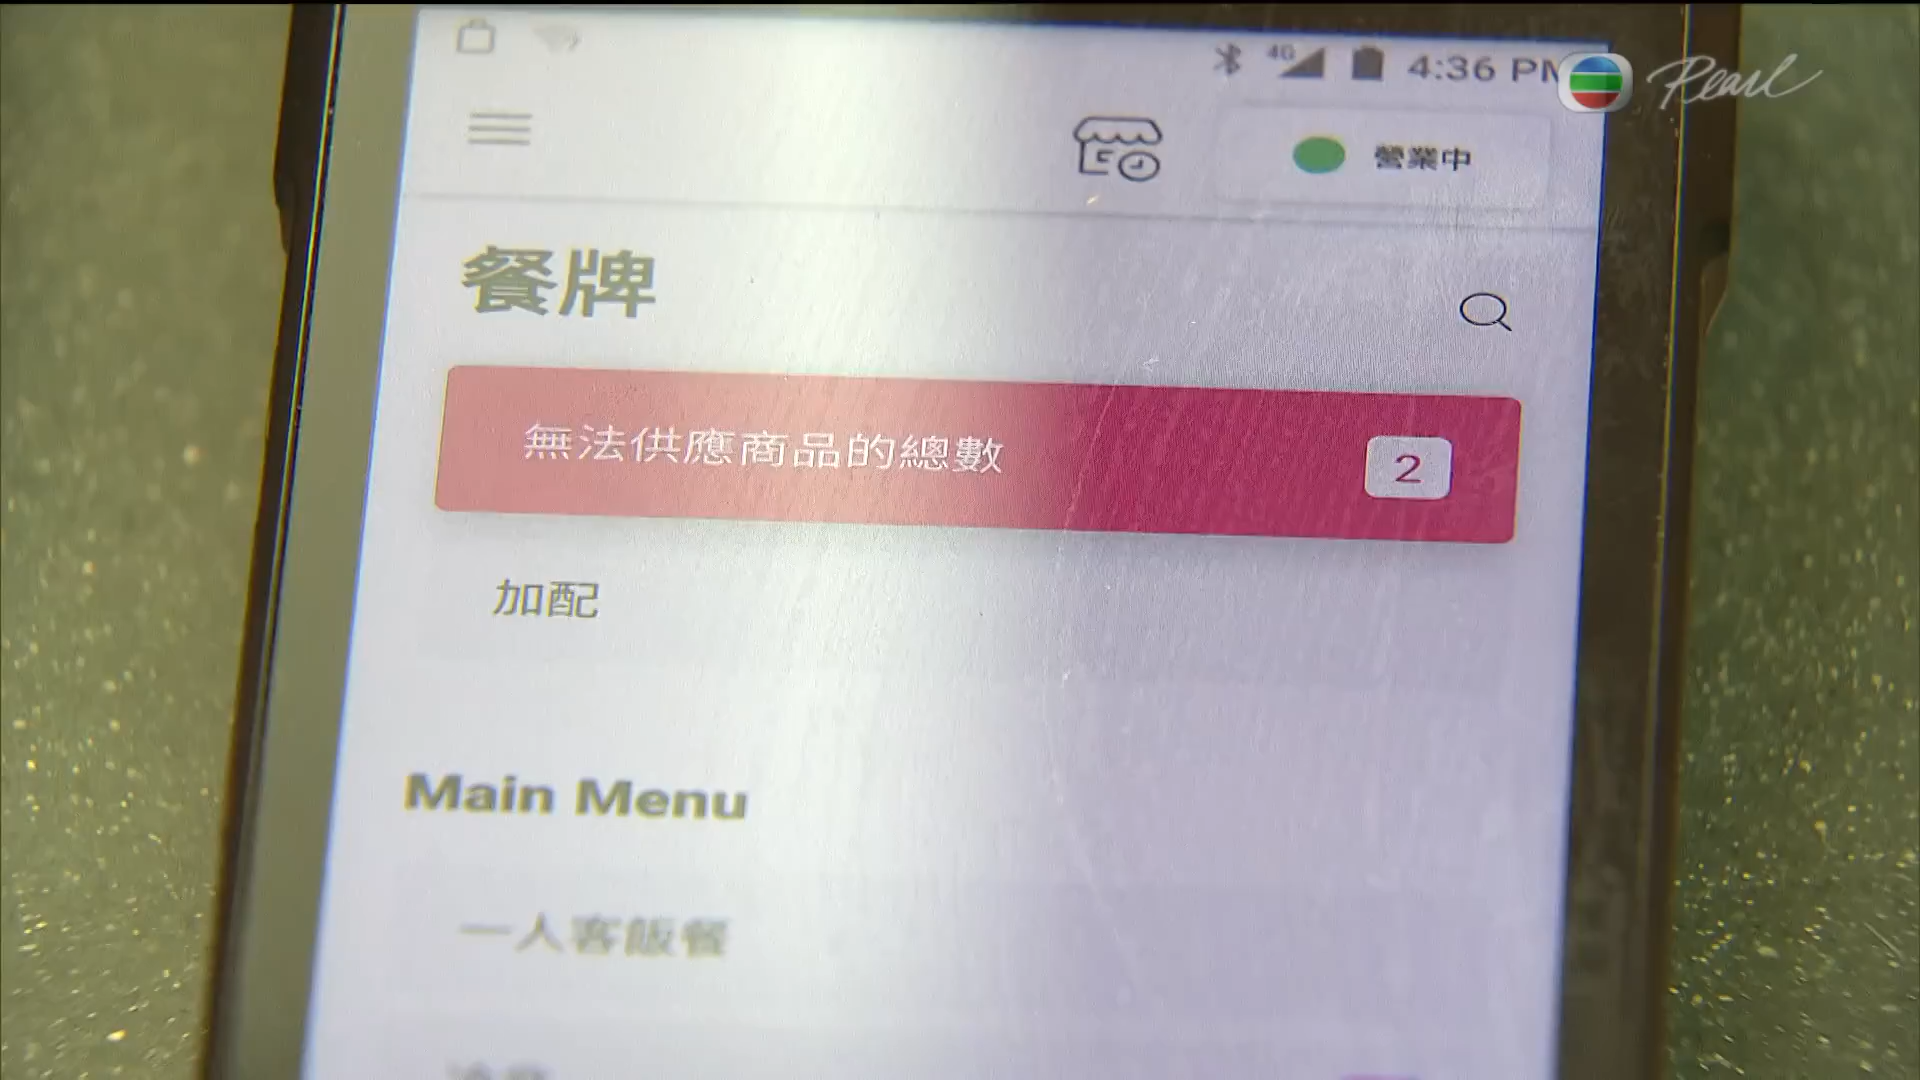 4G 4:36 PM
Pearl
營業中
餐牌
無法供應商品的總數 2
加配
Main Menu
一人客飯餐